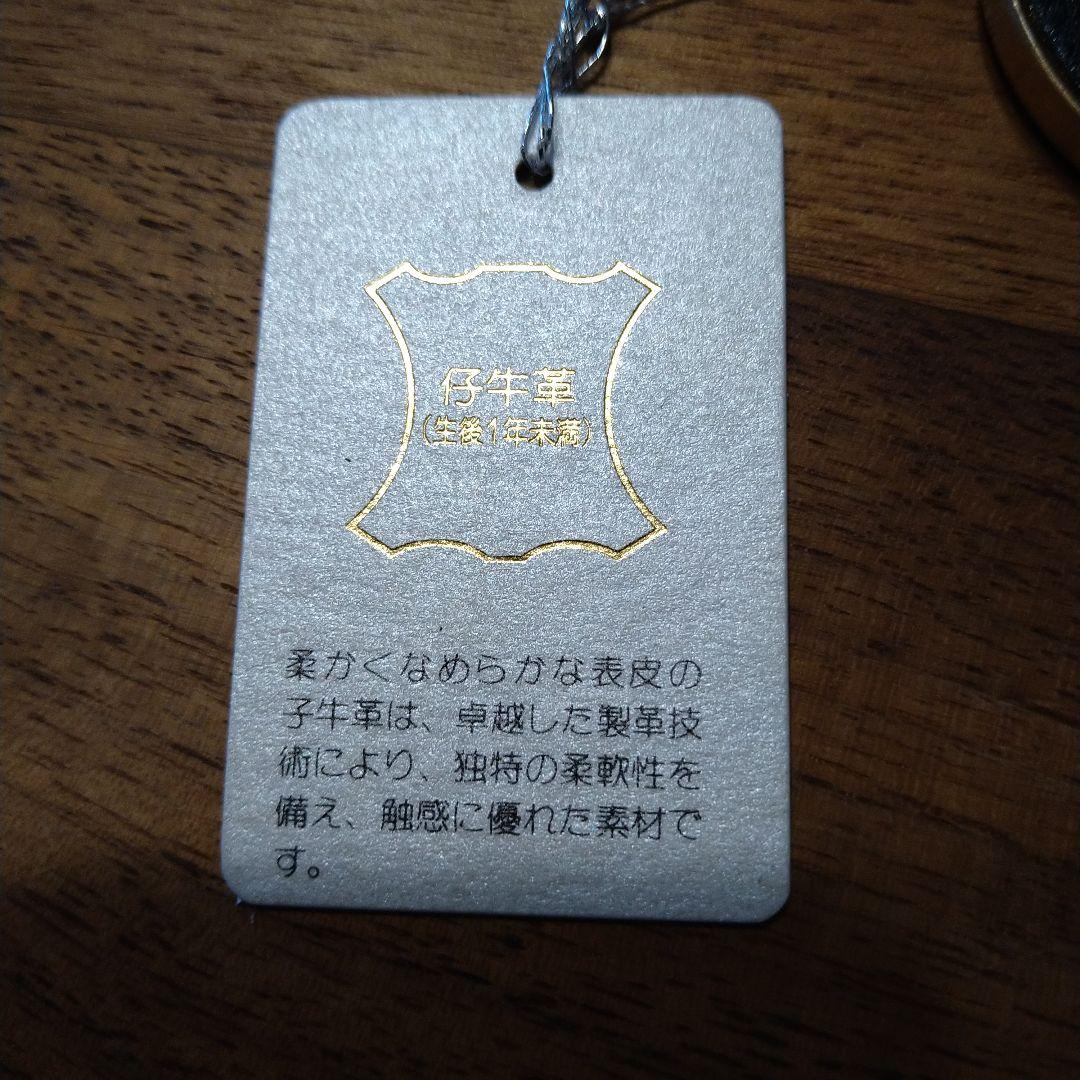 仔牛革
(生後1年未満)
柔かくなめらかな表皮の
子牛革は、卓越した製革技
術により、独特の柔軟性を
備え、触感に優れた素材で
す。